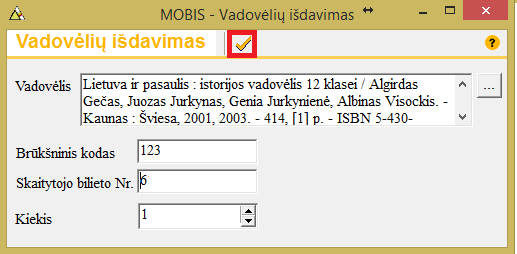 MOBIS - Vadovėlių išdavimas
Vadovėlių išdavimas
?
Vadovėlis
Lietuva ir pasaulis : istorijos vadovėlis 12 klasei / Algirdas
Gečas, Juozas Jurkynas, Genia Jurkynienė, Albinas Visockis. -
Kaunas : Šviesa, 2001, 2003. - 414, [1] p. - ISBN 5-430-
...
Brūkšninis kodas 123
Skaitytojo bilieto Nr. 6
Kiekis 1